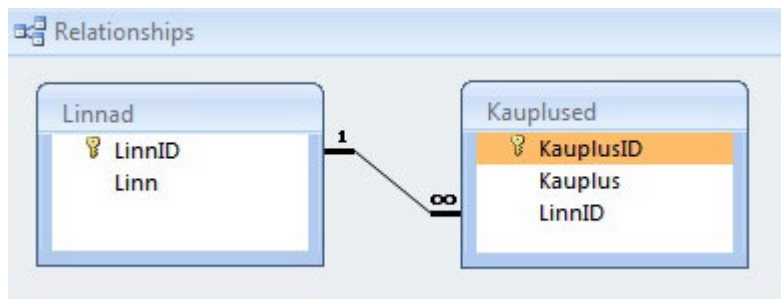 Relationships
Linnad
LinnID
Linn
1
∞
Kauplused
KauplusID
Kauplus
LinnID